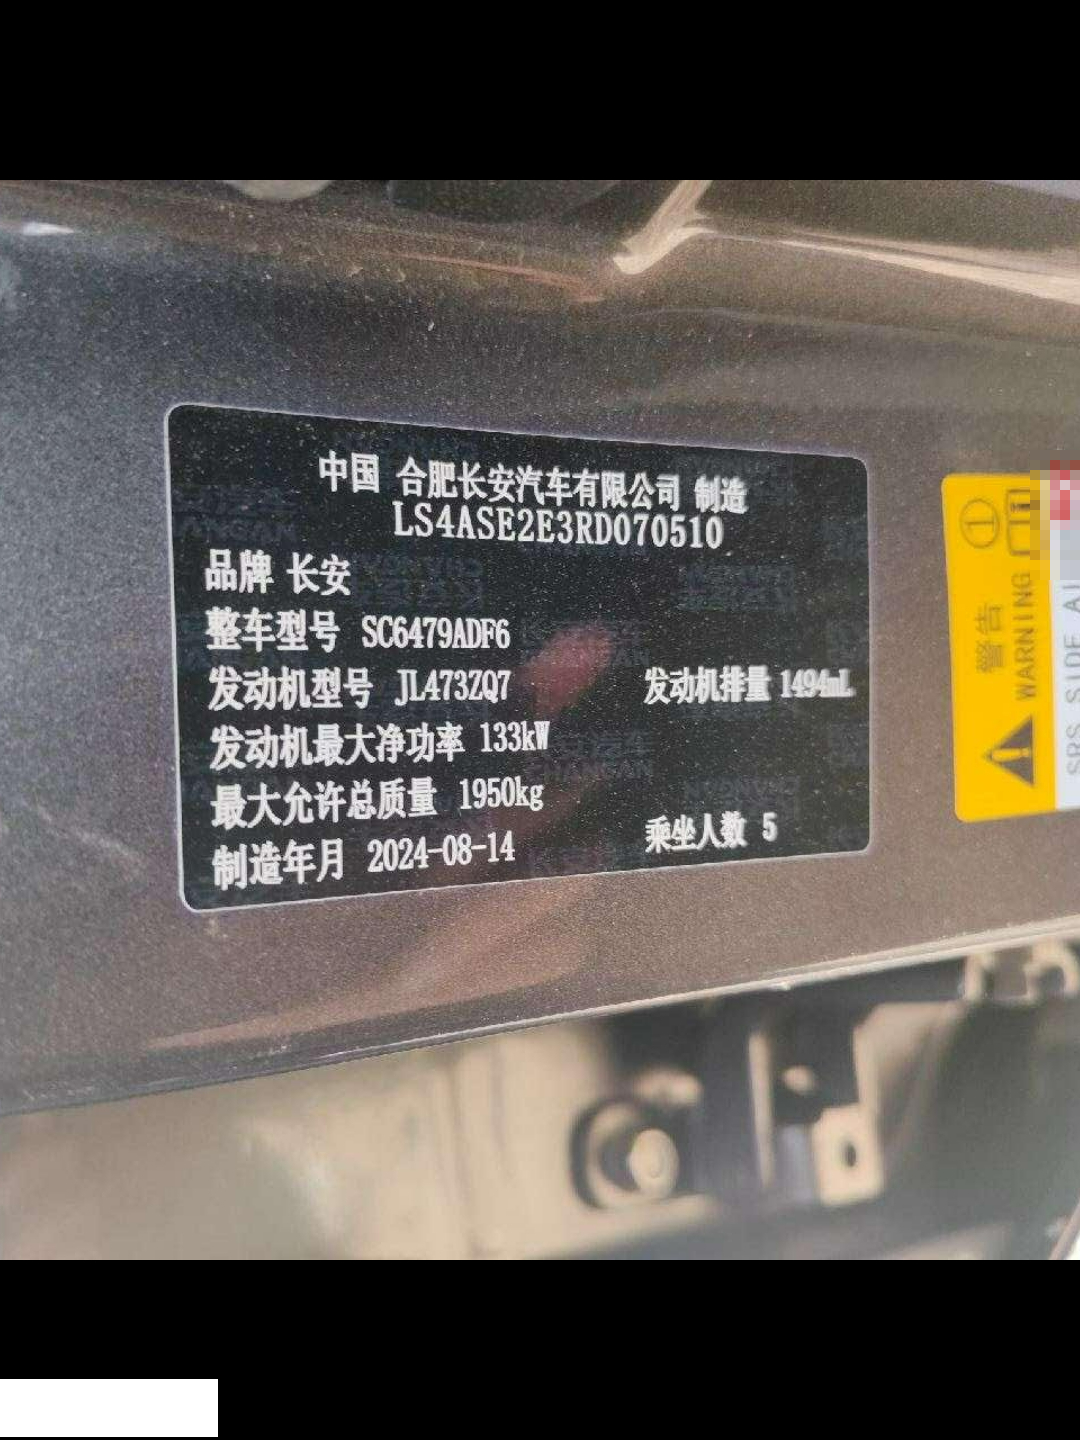 中国 合肥长安汽车有限公司 制造
LS4ASE2E3RD070510
品牌 长安
整车型号 SC6479ADF6
发动机型号 JL473ZQ7 发动机排量 1494mL
发动机最大净功率 133kW
最大允许总质量 1950kg
制造年月 2024-08-14 乘坐人数 5
警告
WARNING
SRS SIDE